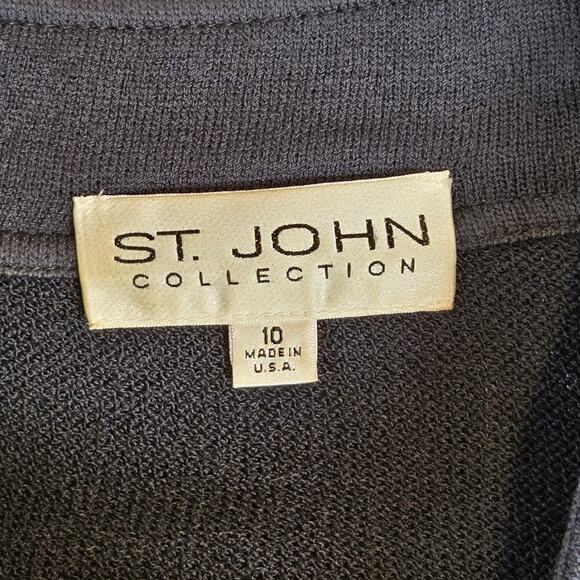 ST. JOHN
COLLECTION
10
MADE IN
U.S.A.